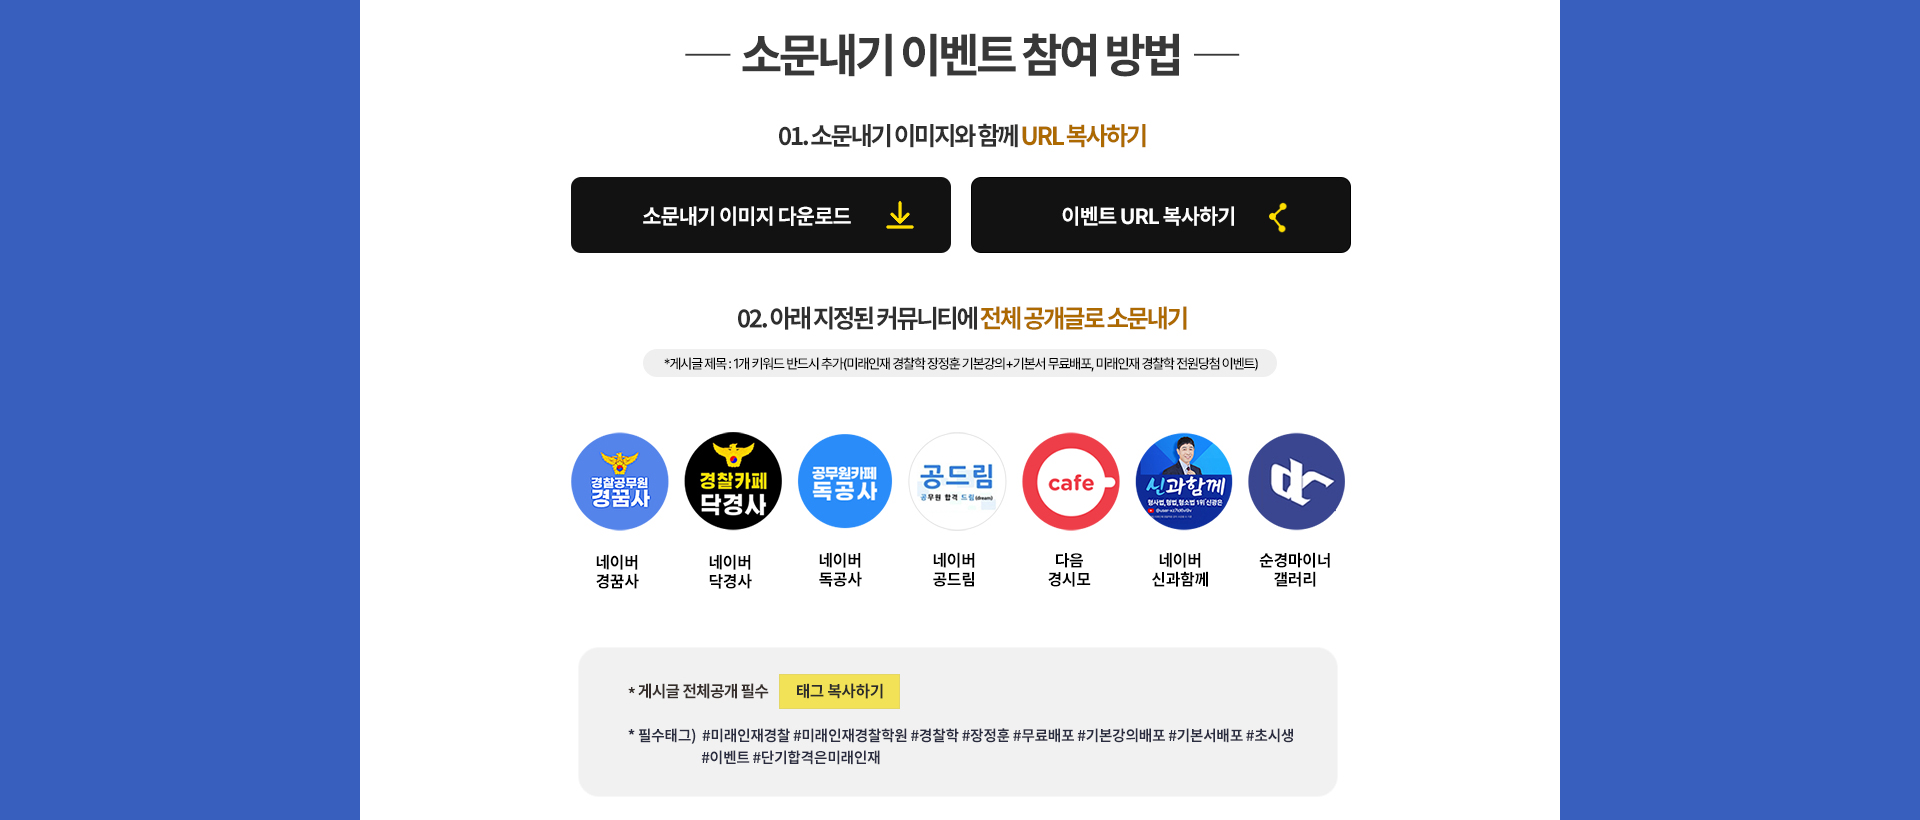 소문내기 이벤트 참여 방법
01. 소문내기 이미지와 함께 URL 복사하기
소문내기 이미지 다운로드
이벤트 URL 복사하기
02. 아래 지정된 커뮤니티에 전체 공개글로 소문내기
*게시글 제목 : 1개 키워드 반드시 추가(미래인재 경찰학 장정훈 기본강의+기본서 무료배포, 미래인재 경찰학 전원당첨 이벤트)
경찰공무원
경꿈사
경찰카페
닥경사
공무원카페
독공사
공드림
공무원 합격 드림(dream)
cafe
신과함께
형사법, 형법, 형소법 1위 신광은
네이버
경꿈사
네이버
닥경사
네이버
독공사
네이버
공드림
다음
경시모
네이버
신과함께
순경마이너
갤러리
* 게시글 전체공개 필수
태그 복사하기
* 필수태그) #미래인재경찰 #미래인재경찰학원 #경찰학 #장정훈 #무료배포 #기본강의배포 #기본서배포 #초시생
#이벤트 #단기합격은미래인재